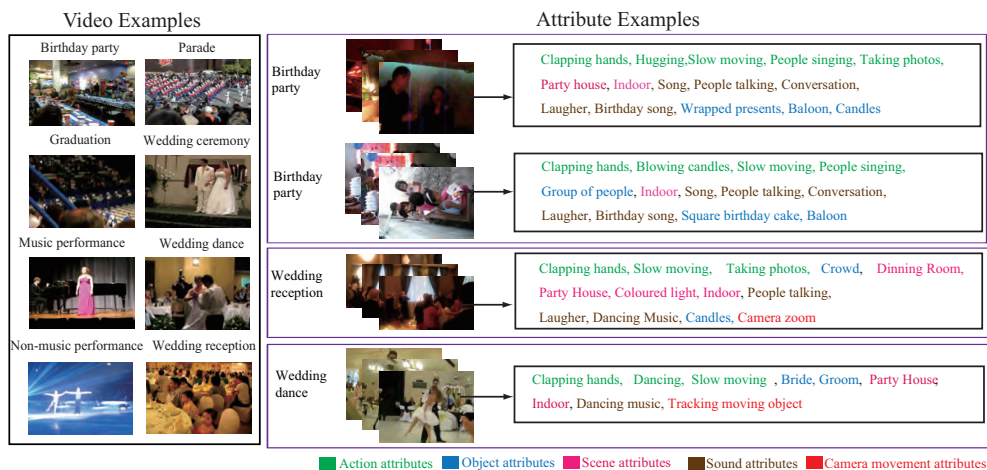 Video Examples
Birthday party
Parade
Graduation
Wedding ceremony
Music performance
Wedding dance
Non-music performance
Wedding reception
Attribute Examples
Birthday
party
Clapping hands, Hugging,Slow moving, People singing, Taking photos,
Party house, Indoor, Song, People talking, Conversation,
Laugher, Birthday song, Wrapped presents, Baloon, Candles
Birthday
party
Clapping hands, Blowing candles, Slow moving, People singing,
Group of people, Indoor, Song, People talking, Conversation,
Laugher, Birthday song, Square birthday cake, Baloon
Wedding
reception
Clapping hands, Slow moving, Taking photos, Crowd, Dinning Room,
Party House, Coloured light, Indoor, People talking,
Laugher, Dancing Music, Candles, Camera zoom
Wedding
dance
Clapping hands, Dancing, Slow moving , Bride, Groom, Party House,
Indoor, Dancing music, Tracking moving object
Action attributes
Object attributes
Scene attributes
Sound attributes
Camera movement attributes